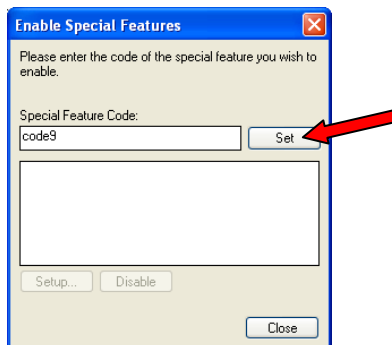 Enable Special Features
Please enter the code of the special feature you wish to
enable.
Special Feature Code:
code9
Set
Setup...
Disable
Close